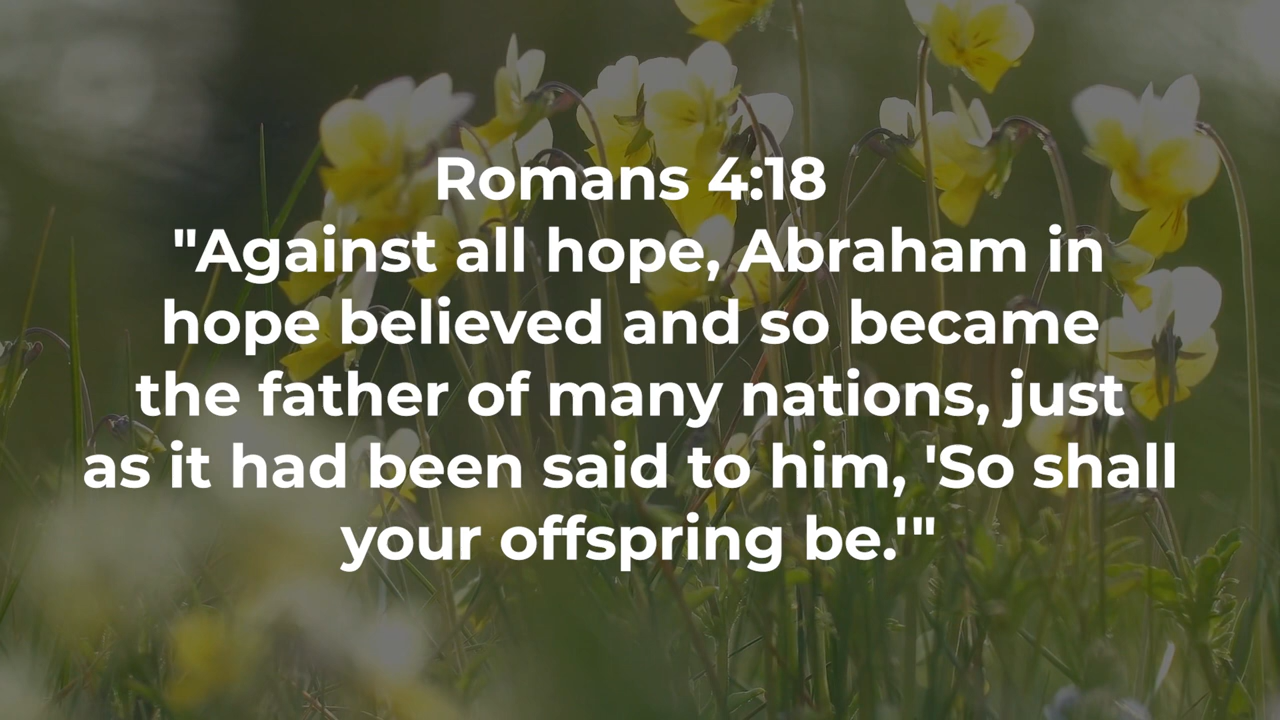 Romans 4:18
"Against all hope, Abraham in
hope believed and so became
the father of many nations, just
as it had been said to him, 'So shall
your offspring be.'"